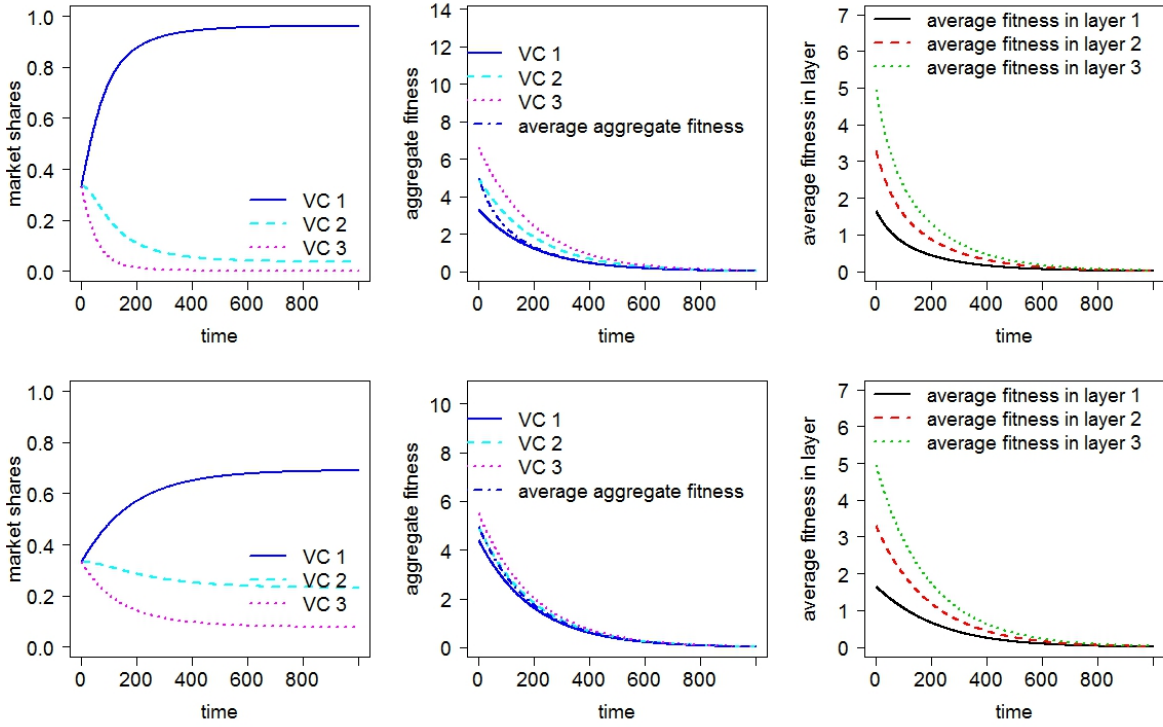 market shares
1.0
0.8
0.6
0.4
0.2
0.0
VC 1
VC 2
VC 3
0 200 400 600 800
time
aggregate fitness
14
12
10
8
6
4
2
0
VC 1
VC 2
VC 3
average aggregate fitness
0 200 400 600 800
time
average fitness in layer
7
6
5
4
3
2
1
0
average fitness in layer 1
average fitness in layer 2
average fitness in layer 3
0 200 400 600 800
time
market shares
1.0
0.8
0.6
0.4
0.2
0.0
VC 1
VC 2
VC 3
0 200 400 600 800
time
aggregate fitness
10
8
6
4
2
0
VC 1
VC 2
VC 3
average aggregate fitness
0 200 400 600 800
time
average fitness in layer
7
6
5
4
3
2
1
0
average fitness in layer 1
average fitness in layer 2
average fitness in layer 3
0 200 400 600 800
time